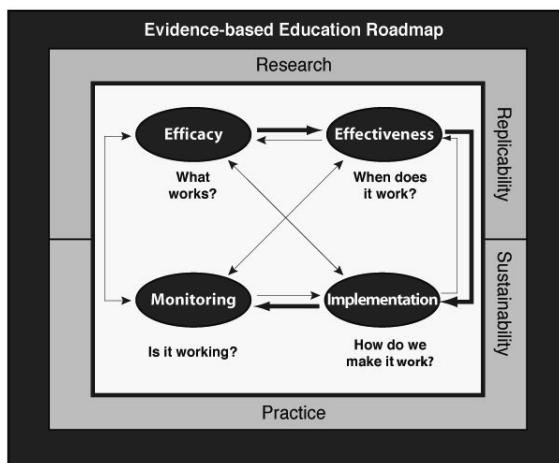 Evidence-based Education Roadmap
Research
Efficacy
Effectiveness
What
works?
When does
it work?
Replicability
Monitoring
Implementation
Is it working?
How do we
make it work?
Sustainability
Practice